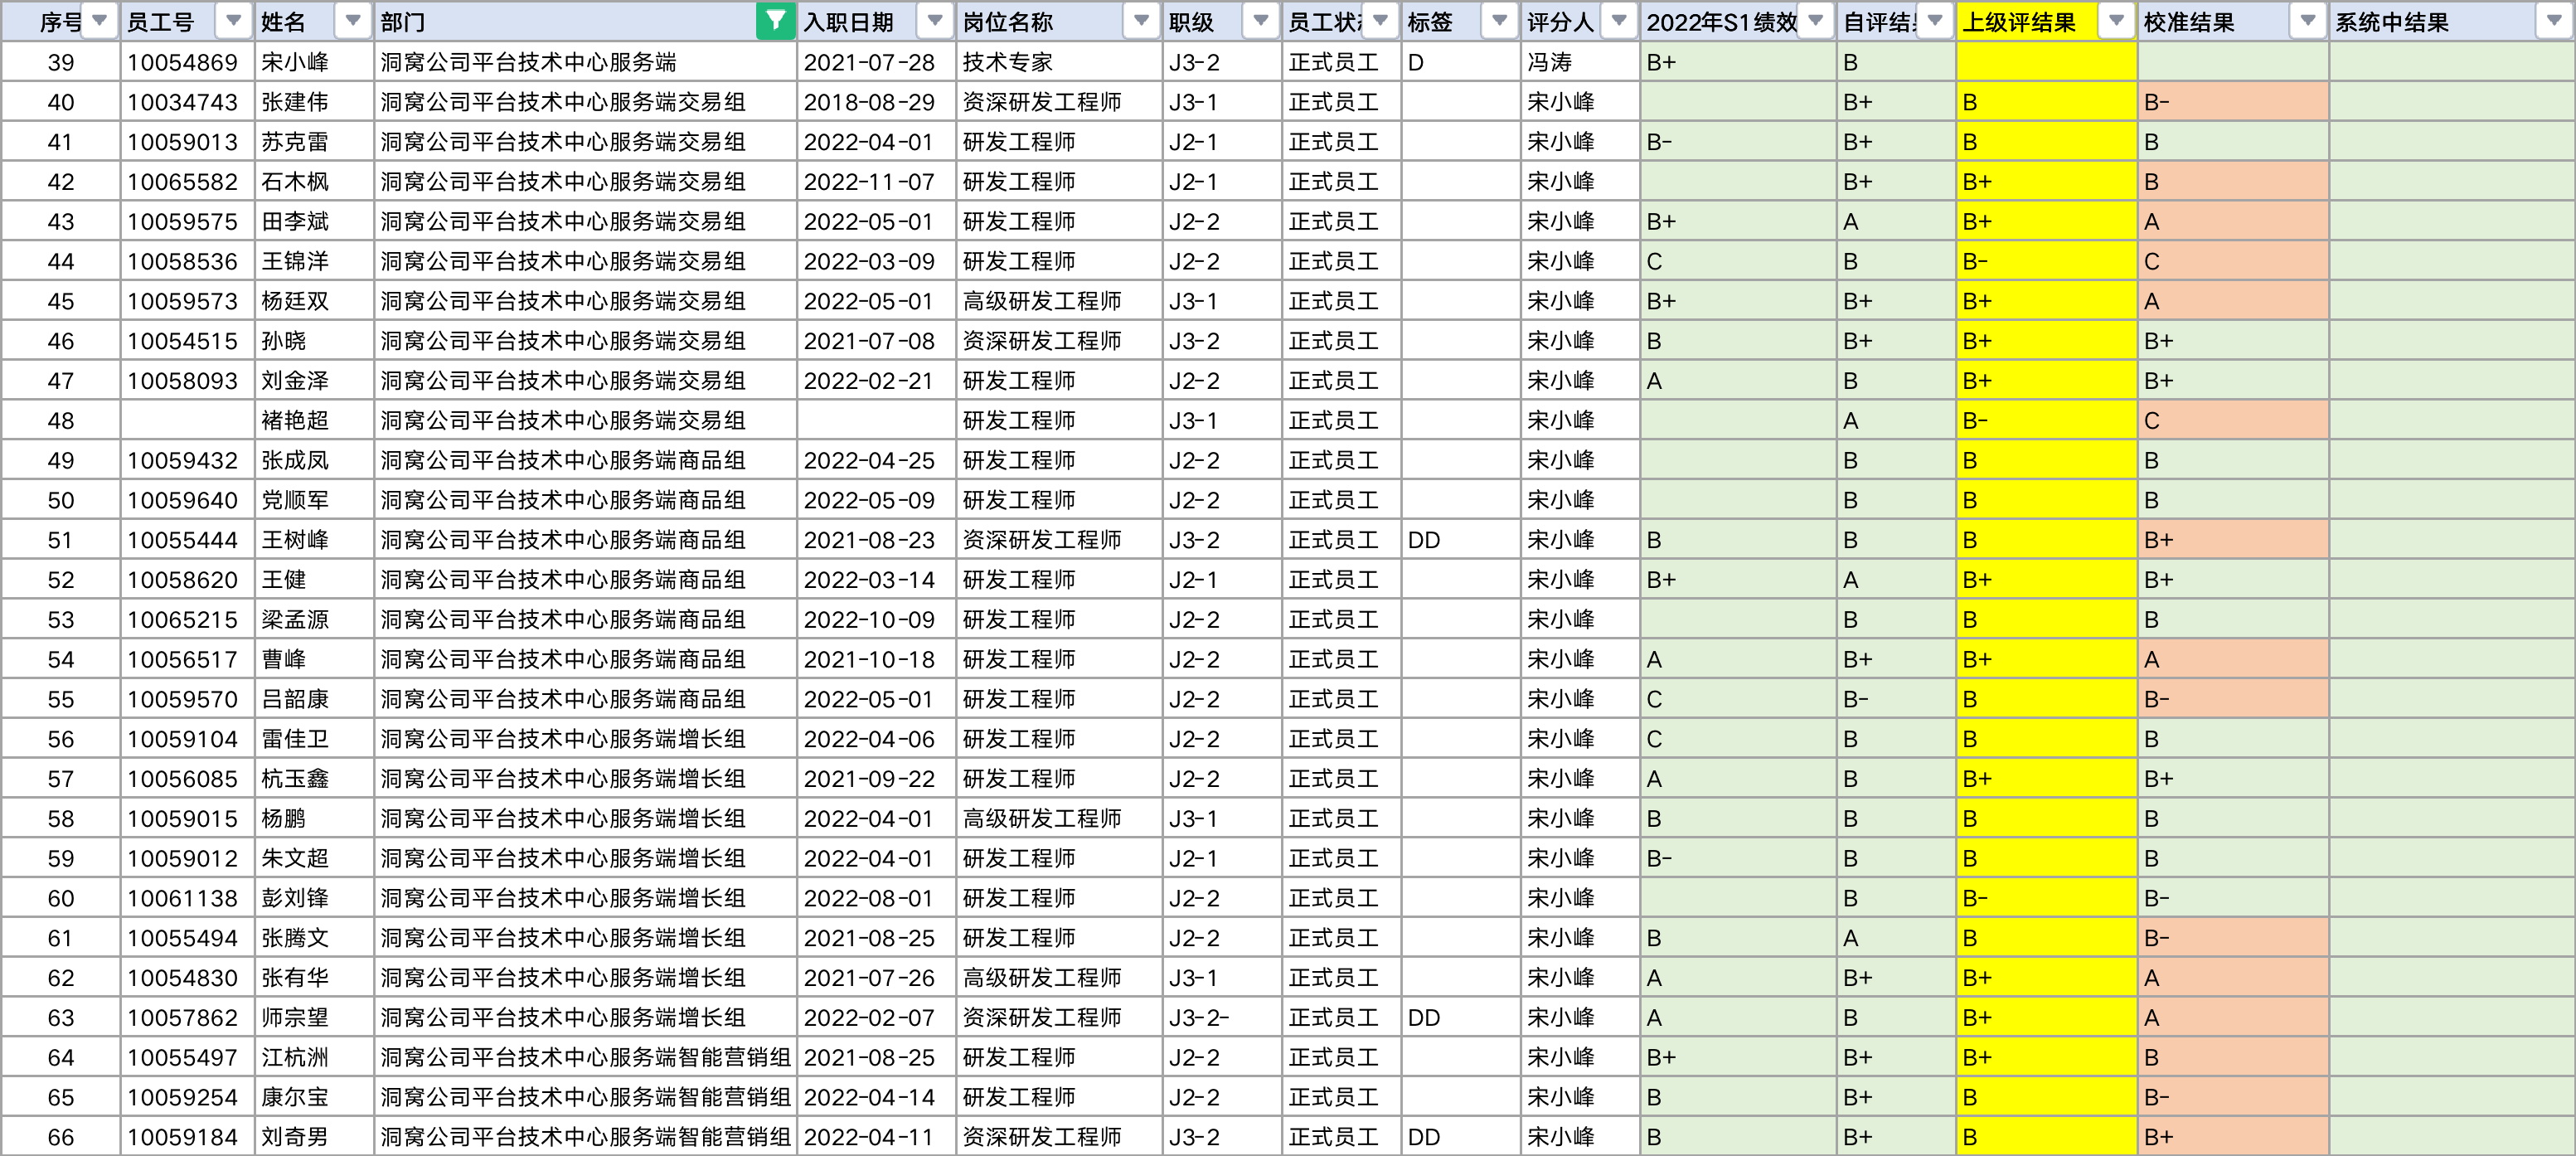 序号 员工号 姓名 部门 入职日期 岗位名称 职级 员工状 标签 评分人 2022年S1绩效 自评结 上级评结果 校准结果 系统中结果
39 10054869 宋小峰 洞窝公司平台技术中心服务端 2021-07-28 技术专家 J3-2 正式员工 D 冯涛 B+ B
40 10034743 张建伟 洞窝公司平台技术中心服务端交易组 2018-08-29 资深研发工程师 J3-1 正式员工 宋小峰 B+ B B-
41 10059013 苏克雷 洞窝公司平台技术中心服务端交易组 2022-04-01 研发工程师 J2-1 正式员工 宋小峰 B- B+ B B
42 10065582 石木枫 洞窝公司平台技术中心服务端交易组 2022-11-07 研发工程师 J2-1 正式员工 宋小峰 B+ B+ B
43 10059575 田李斌 洞窝公司平台技术中心服务端交易组 2022-05-01 研发工程师 J2-2 正式员工 宋小峰 B+ A B+ A
44 10058536 王锦洋 洞窝公司平台技术中心服务端交易组 2022-03-09 研发工程师 J2-2 正式员工 宋小峰 C B B- C
45 10059573 杨廷双 洞窝公司平台技术中心服务端交易组 2022-05-01 高级研发工程师 J3-1 正式员工 宋小峰 B+ B+ B+ A
46 10054515 孙晓 洞窝公司平台技术中心服务端交易组 2021-07-08 资深研发工程师 J3-2 正式员工 宋小峰 B B+ B+ B+
47 10058093 刘金泽 洞窝公司平台技术中心服务端交易组 2022-02-21 研发工程师 J2-2 正式员工 宋小峰 A B B+ B+
48 褚艳超 洞窝公司平台技术中心服务端交易组 研发工程师 J3-1 正式员工 宋小峰 A B- C
49 10059432 张成凤 洞窝公司平台技术中心服务端商品组 2022-04-25 研发工程师 J2-2 正式员工 宋小峰 B B B
50 10059640 党顺军 洞窝公司平台技术中心服务端商品组 2022-05-09 研发工程师 J2-2 正式员工 宋小峰 B B B
51 10055444 王树峰 洞窝公司平台技术中心服务端商品组 2021-08-23 资深研发工程师 J3-2 正式员工 DD 宋小峰 B B B B+
52 10058620 王健 洞窝公司平台技术中心服务端商品组 2022-03-14 研发工程师 J2-1 正式员工 宋小峰 B+ A B+ B+
53 10065215 梁孟源 洞窝公司平台技术中心服务端商品组 2022-10-09 研发工程师 J2-2 正式员工 宋小峰 B B B
54 10056517 曹峰 洞窝公司平台技术中心服务端商品组 2021-10-18 研发工程师 J2-2 正式员工 宋小峰 A B+ B+ A
55 10059570 吕韶康 洞窝公司平台技术中心服务端商品组 2022-05-01 研发工程师 J2-2 正式员工 宋小峰 C B- B B-
56 10059104 雷佳卫 洞窝公司平台技术中心服务端增长组 2022-04-06 研发工程师 J2-2 正式员工 宋小峰 C B B B
57 10056085 杭玉鑫 洞窝公司平台技术中心服务端增长组 2021-09-22 研发工程师 J2-2 正式员工 宋小峰 A B B+ B+
58 10059015 杨鹏 洞窝公司平台技术中心服务端增长组 2022-04-01 高级研发工程师 J3-1 正式员工 宋小峰 B B B B
59 10059012 朱文超 洞窝公司平台技术中心服务端增长组 2022-04-01 研发工程师 J2-1 正式员工 宋小峰 B- B B B
60 10061138 彭刘锋 洞窝公司平台技术中心服务端增长组 2022-08-01 研发工程师 J2-2 正式员工 宋小峰 B B- B-
61 10055494 张腾文 洞窝公司平台技术中心服务端增长组 2021-08-25 研发工程师 J2-2 正式员工 宋小峰 B A B B-
62 10054830 张有华 洞窝公司平台技术中心服务端增长组 2021-07-26 高级研发工程师 J3-1 正式员工 宋小峰 A B+ B+ A
63 10057862 师宗望 洞窝公司平台技术中心服务端增长组 2022-02-07 资深研发工程师 J3-2- 正式员工 DD 宋小峰 A B B+ A
64 10055497 江杭洲 洞窝公司平台技术中心服务端智能营销组 2021-08-25 研发工程师 J2-2 正式员工 宋小峰 B+ B+ B+ B
65 10059254 康尔宝 洞窝公司平台技术中心服务端智能营销组 2022-04-14 研发工程师 J2-2 正式员工 宋小峰 B B+ B B-
66 10059184 刘奇男 洞窝公司平台技术中心服务端智能营销组 2022-04-11 资深研发工程师 J3-2 正式员工 DD 宋小峰 B B+ B B+